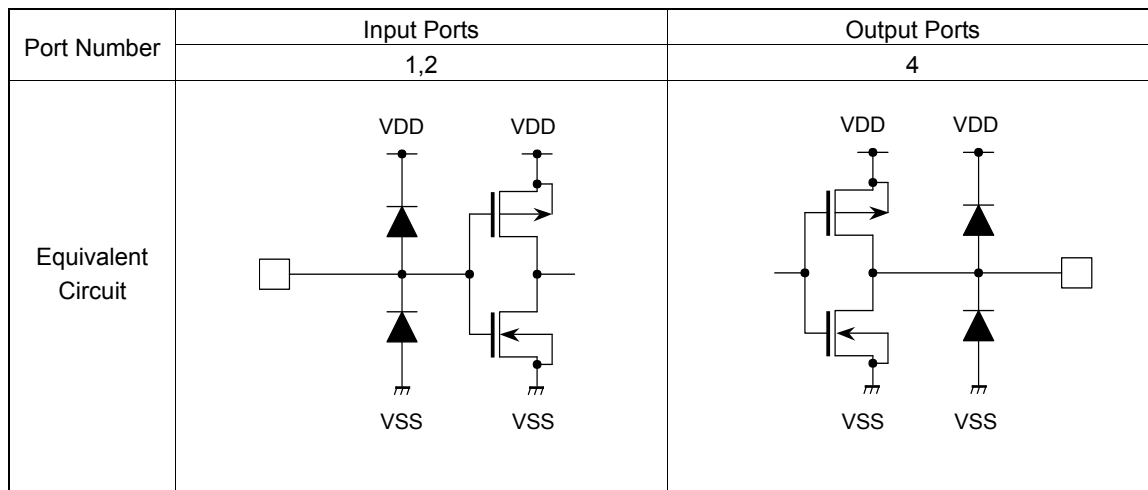 Port Number
Input Ports
Output Ports
1,2
4
Equivalent
Circuit
VDD
VDD
VSS
VSS
VDD
VDD
VSS
VSS